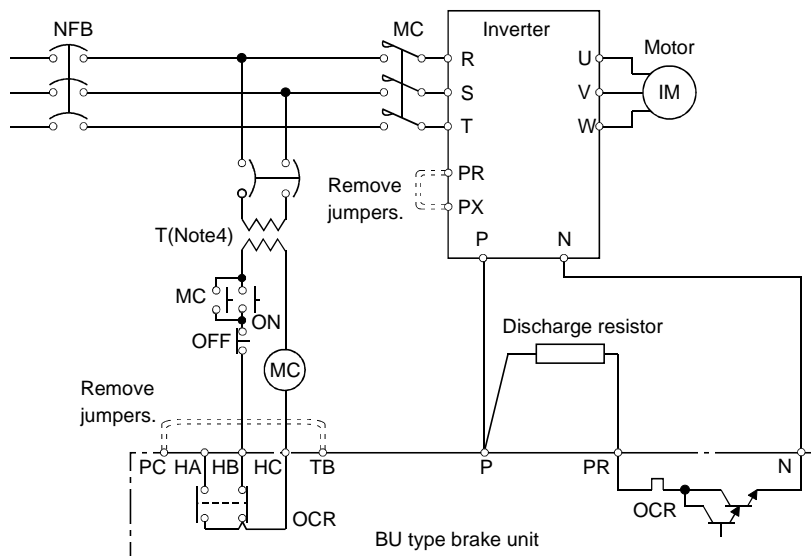 NFB
MC
Inverter
Motor
R
U
S
V
IM
T
W
PR
Remove
jumpers.
PX
T(Note4)
P
N
MC
ON
OFF
Discharge resistor
MC
Remove
jumpers.
PC
HA
HB
HC
TB
P
PR
N
OCR
OCR
BU type brake unit